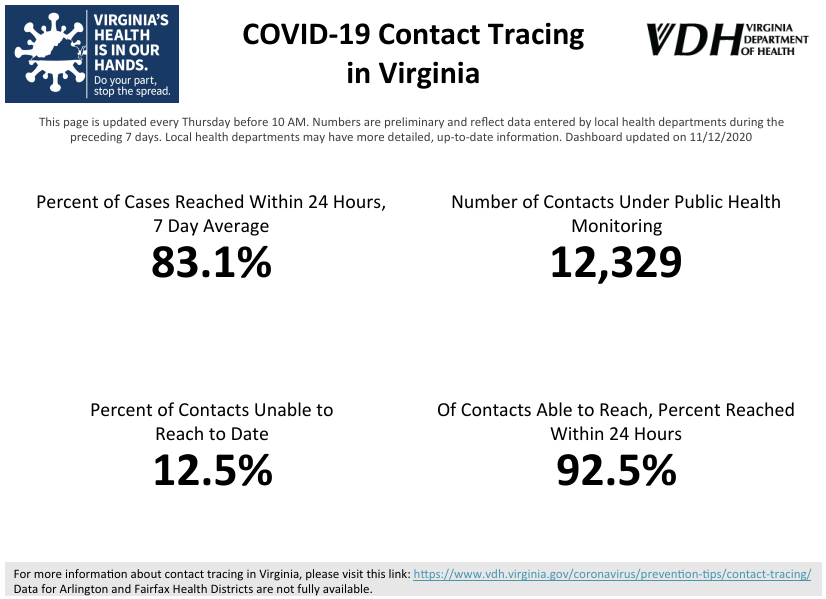 VIRGINIA'S
HEALTH
IS IN OUR
HANDS.
Do your part,
stop the spread.
COVID-19 Contact Tracing
in Virginia
VDH VIRGINIA
DEPARTMENT
OF HEALTH
This page is updated every Thursday before 10 AM. Numbers are preliminary and reflect data entered by local health departments during the
preceding 7 days. Local health departments may have more detailed, up-to-date information. Dashboard updated on 11/12/2020
Percent of Cases Reached Within 24 Hours,
7 Day Average
83.1%
Number of Contacts Under Public Health
Monitoring
12,329
Percent of Contacts Unable to
Reach to Date
12.5%
Of Contacts Able to Reach, Percent Reached
Within 24 Hours
92.5%
For more information about contact tracing in Virginia, please visit this link: https://www.vdh.virginia.gov/coronavirus/prevention-tips/contact-tracing/
Data for Arlington and Fairfax Health Districts are not fully available.